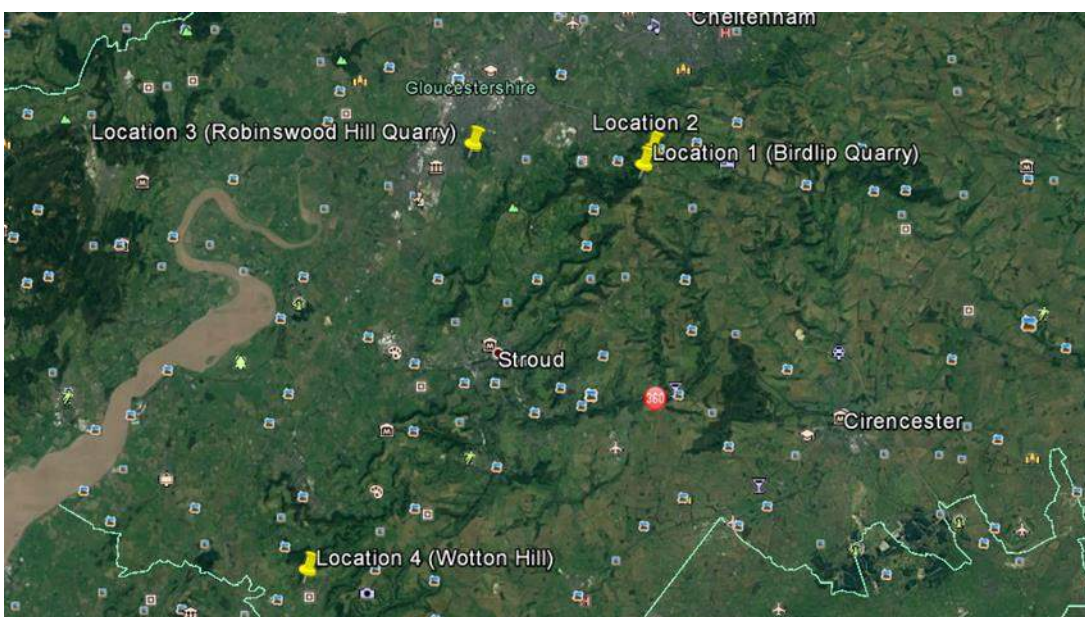 Cheltenham
Gloucestershire
Location 3 (Robinswood Hill Quarry)
Location 2
Location 1 (Birdlip Quarry)
Stroud
360
Cirencester
Location 4 (Wotton Hill)